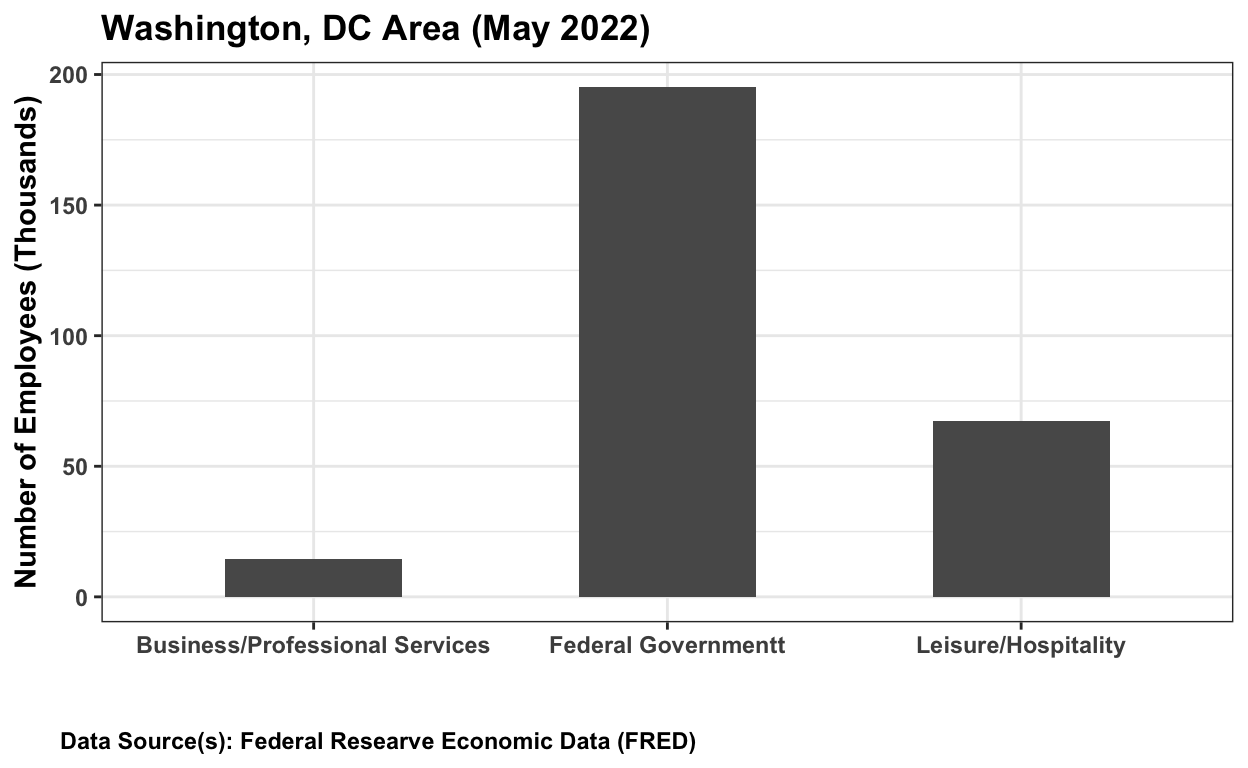 Washington, DC Area (May 2022)
Number of Employees (Thousands)
200
150
100
50
0
Business/Professional Services
Federal Governmentt
Leisure/Hospitality
Data Source(s): Federal Researve Economic Data (FRED)